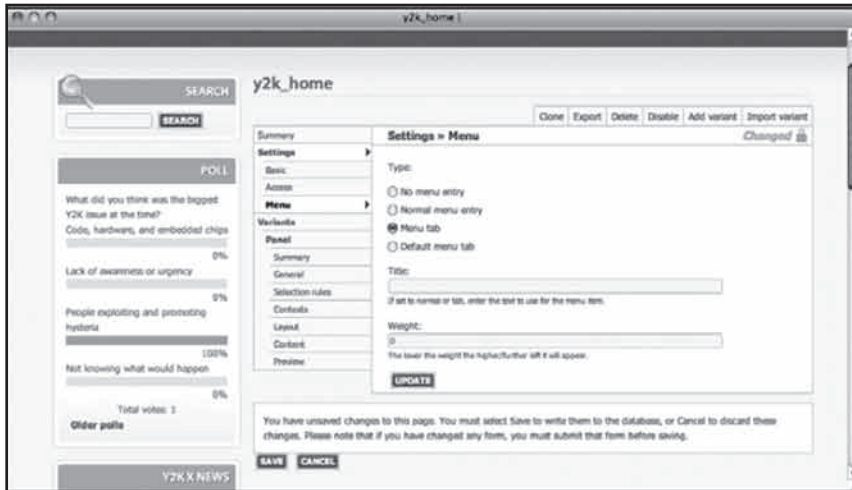 y2k_home |
SEARCH
SEARCH
POLL
What did you think was the biggest
Y2K issue at the time?
Code, hardware, and embedded chips
0%
Lack of awareness or urgency
0%
People exploiting and promoting
hysteria
100%
Not knowing what would happen
0%
Total votes: 1
Older polls
Y2K X NEWS
y2k_home
Clone Export Delete Disable Add variant Import variant
Summary
Settings
Basic
Access
Menu
Variants
Panel
Summary
General
Selection rules
Contexts
Layout
Content
Preview
Settings » Menu
Changed
Type:
No menu entry
Normal menu entry
Menu tab
Default menu tab
Title:
If set to normal or tab, enter the text to use for the menu item.
Weight:
0
The lower the weight the higher/further left it will appear.
UPDATE
You have unsaved changes to this page. You must select Save to write them to the database, or Cancel to discard these
changes. Please note that if you have changed any form, you must submit that form before saving.
SAVE CANCEL